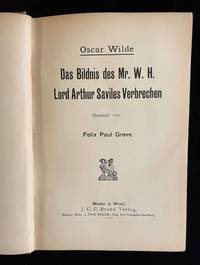 Oscar Wilde
Das Bildnis des Mr. W. H.
Lord Arthur Saviles Verbrechen
Deutsch von
Felix Paul Greve.
Minden in Westf.
J. C. C. Bruns' Verlag.